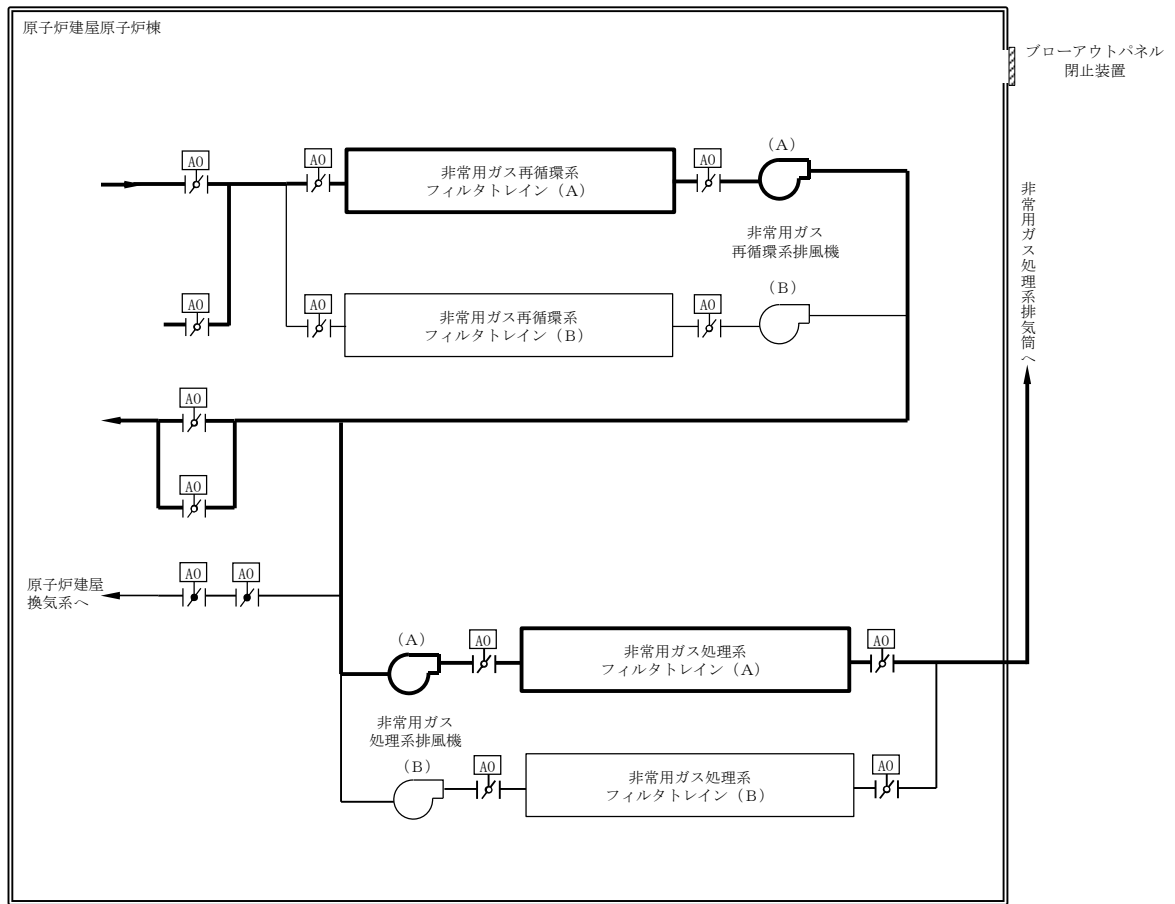 原子炉建屋原子炉棟
ブローアウトパネル
閉止装置
(A)
AO
AO
AO
非常用ガス再循環系
フィルタトレイン(A)
非常用ガス
再循環系排風機
(B)
AO
AO
AO
非常用ガス再循環系
フィルタトレイン(B)
非常用ガス処理系排気筒へ
AO
AO
AO
AO
原子炉建屋
換気系へ
(A)
AO
AO
非常用ガス処理系
フィルタトレイン(A)
非常用ガス
処理系排風機
(B)
AO
AO
非常用ガス処理系
フィルタトレイン(B)